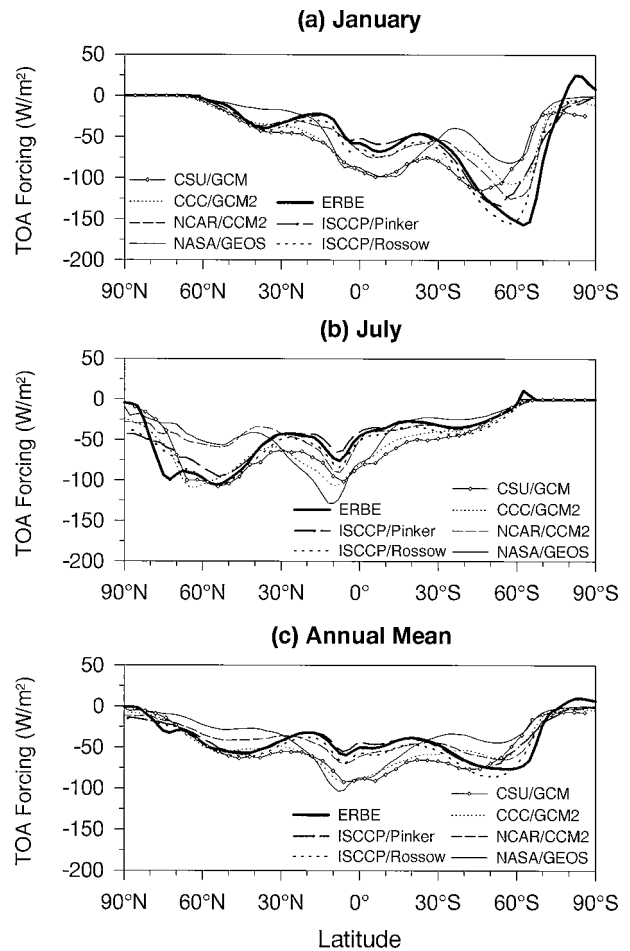 (a) January
TOA Forcing (W/m²)
50
0
-50
-100
-150
-200
CSU/GCM
CCC/GCM2
NCAR/CCM2
NASA/GEOS
ERBE
ISCCP/Pinker
ISCCP/Rossow
90°N 60°N 30°N 0° 30°S 60°S 90°S
(b) July
TOA Forcing (W/m²)
50
0
-50
-100
-150
-200
ERBE
ISCCP/Pinker
ISCCP/Rossow
CSU/GCM
CCC/GCM2
NCAR/CCM2
NASA/GEOS
90°N 60°N 30°N 0° 30°S 60°S 90°S
(c) Annual Mean
TOA Forcing (W/m²)
50
0
-50
-100
-150
-200
ERBE
ISCCP/Pinker
ISCCP/Rossow
CSU/GCM
CCC/GCM2
NCAR/CCM2
NASA/GEOS
90°N 60°N 30°N 0° 30°S 60°S 90°S
Latitude